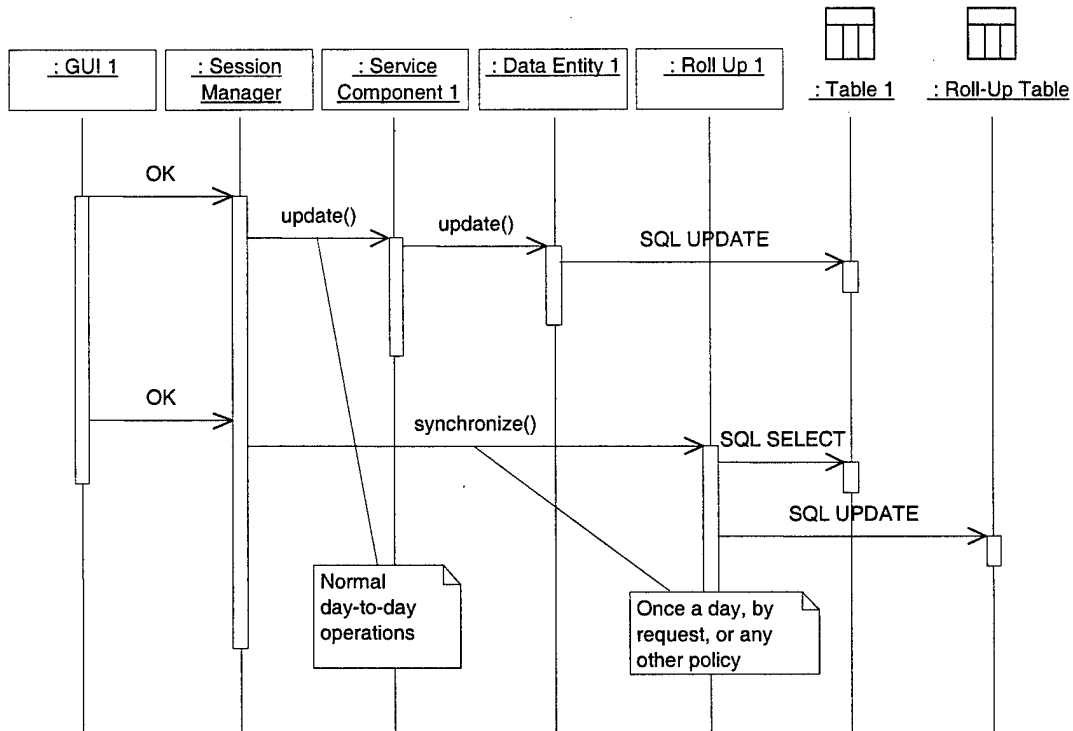 : GUI 1
: Session
Manager
: Service
Component 1
: Data Entity 1
: Roll Up 1
: Table 1
: Roll-Up Table
OK
update()
update()
SQL UPDATE
OK
synchronize()
SQL SELECT
SQL UPDATE
Normal
day-to-day
operations
Once a day, by
request, or any
other policy